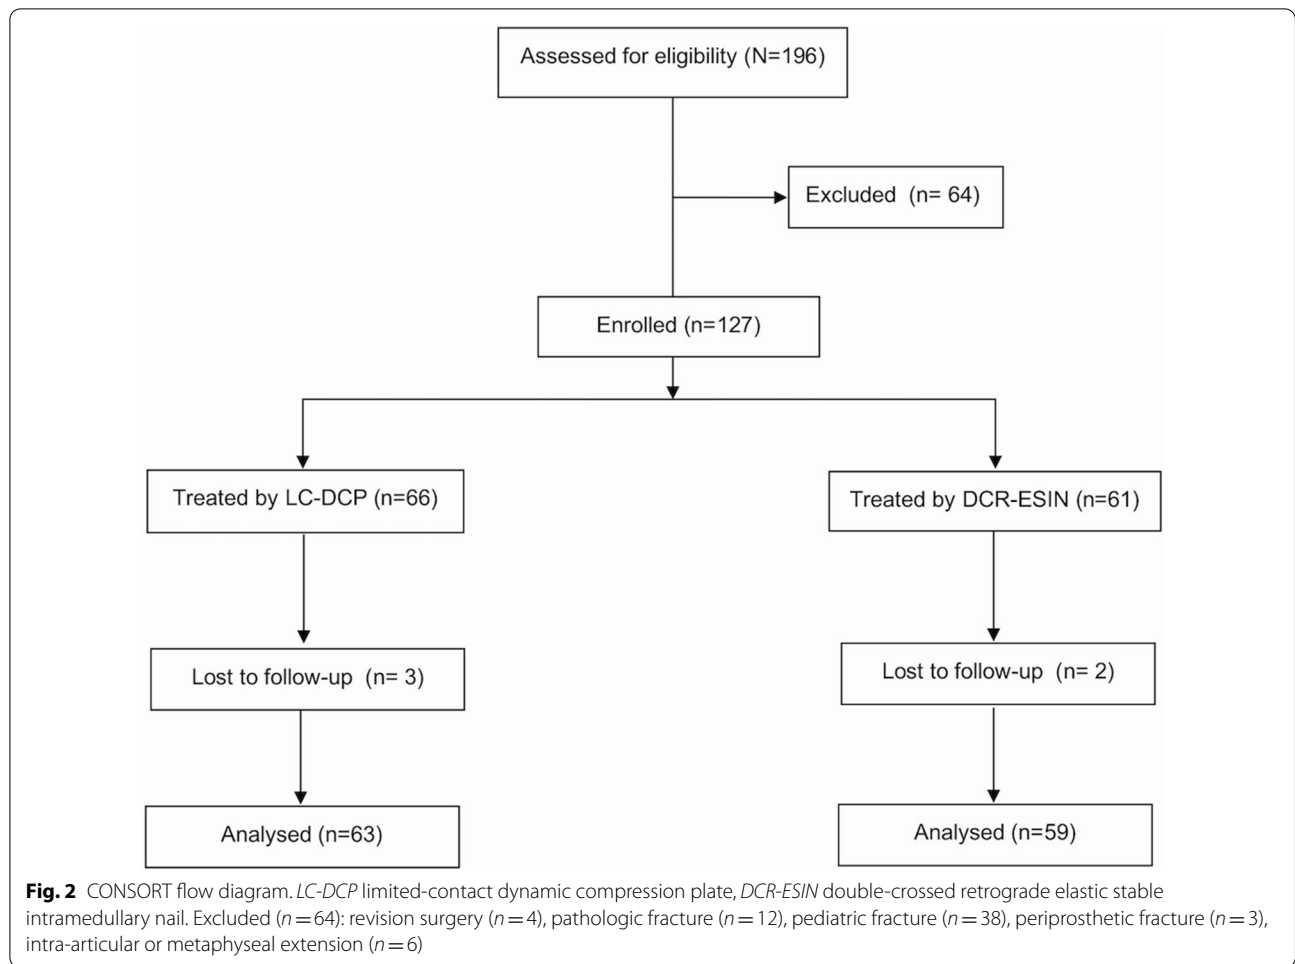 Assessed for eligibility (N=196)
Excluded (n= 64)
Enrolled (n=127)
Treated by LC-DCP (n=66)
Treated by DCR-ESIN (n=61)
Lost to follow-up (n= 3)
Lost to follow-up (n= 2)
Analysed (n=63)
Analysed (n=59)
Fig. 2 CONSORT flow diagram. LC-DCP limited-contact dynamic compression plate, DCR-ESIN double-crossed retrograde elastic stable
intramedullary nail. Excluded (n = 64): revision surgery (n = 4), pathologic fracture (n = 12), pediatric fracture (n = 38), periprosthetic fracture (n = 3),
intra-articular or metaphyseal extension (n = 6)